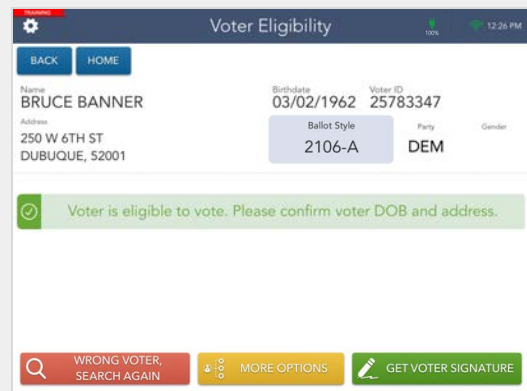 TRAINING
Voter Eligibility
100%
12:26 PM
BACK
HOME
Name
BRUCE BANNER
Birthdate
03/02/1962
Voter ID
25783347
Address
250 W 6TH ST
DUBUQUE, 52001
Ballot Style
2106-A
Party
DEM
Gender
Voter is eligible to vote. Please confirm voter DOB and address.
WRONG VOTER,
SEARCH AGAIN
MORE OPTIONS
GET VOTER SIGNATURE